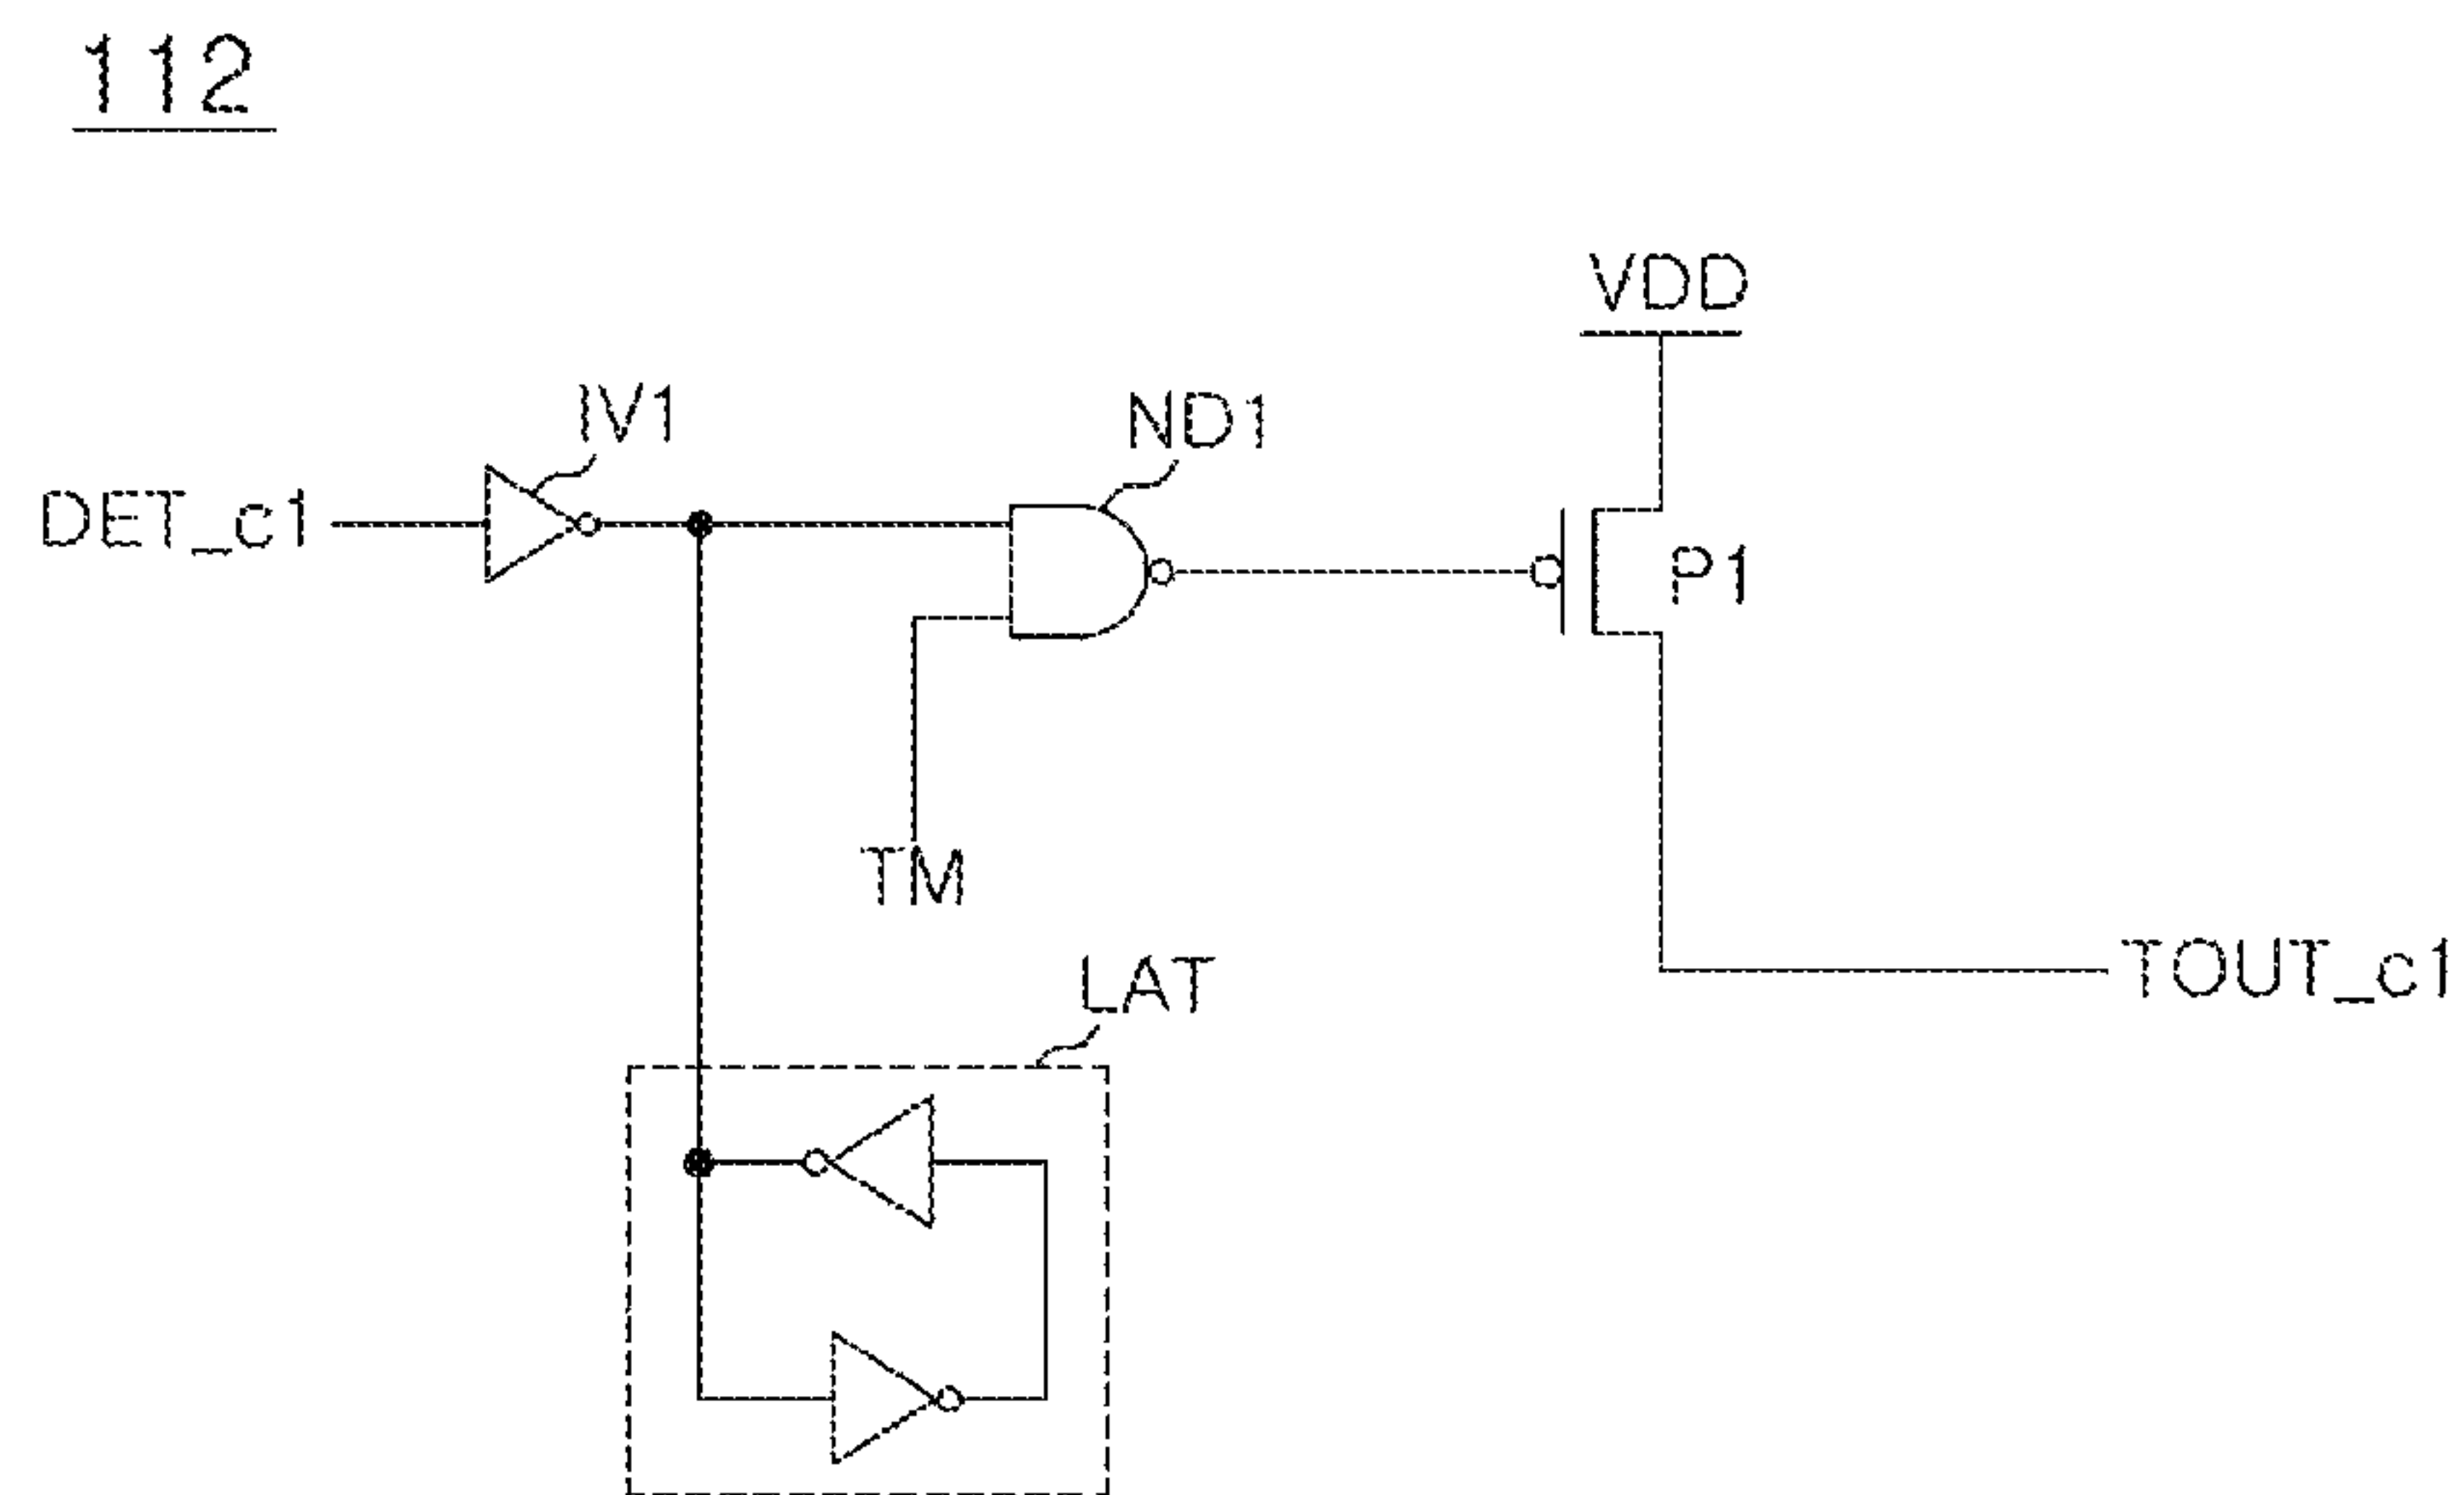 112
VDD
IV1
ND1
DET_c1
P1
TM
LAT
TOUT_c1